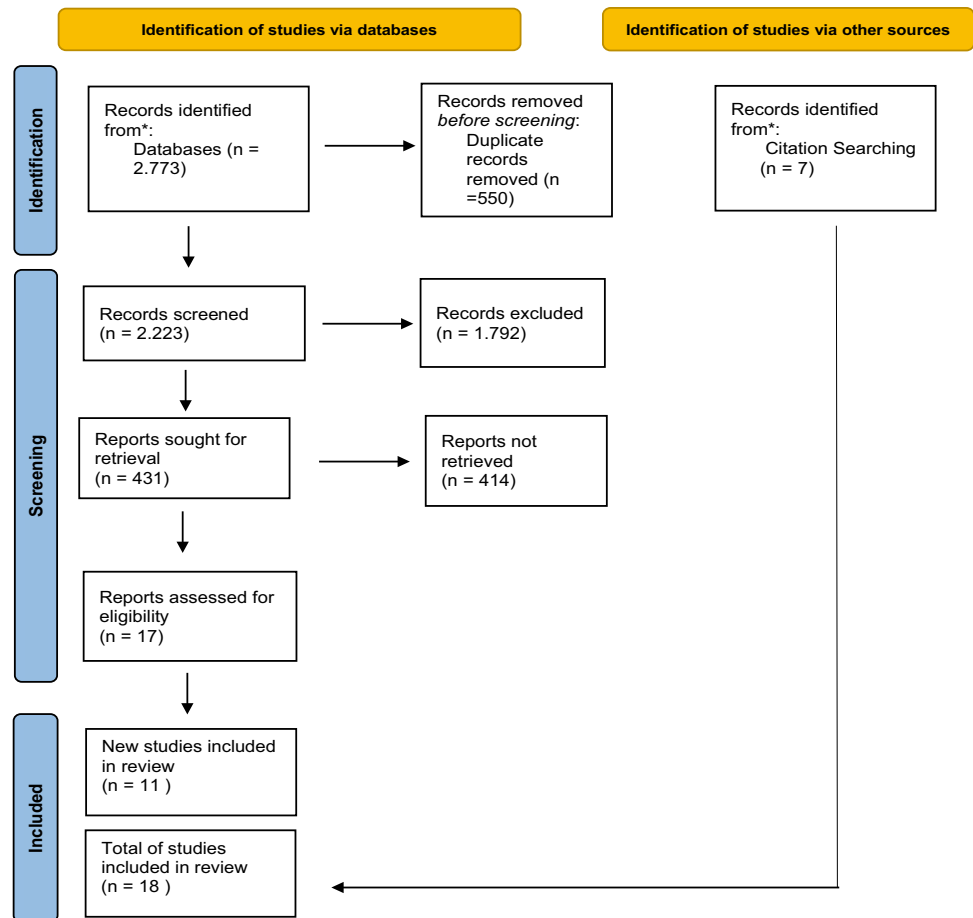 Identification of studies via databases
Identification of studies via other sources
Identification
Records identified
from*:
Databases (n =
2.773)
Records removed
before screening:
Duplicate
records
removed (n
=550)
Records identified
from*:
Citation Searching
(n = 7)
Screening
Records screened
(n = 2.223)
Records excluded
(n = 1.792)
Reports sought for
retrieval
(n = 431)
Reports not
retrieved
(n = 414)
Reports assessed for
eligibility
(n = 17)
Included
New studies included
in review
(n = 11 )
Total of studies
included in review
(n = 18 )